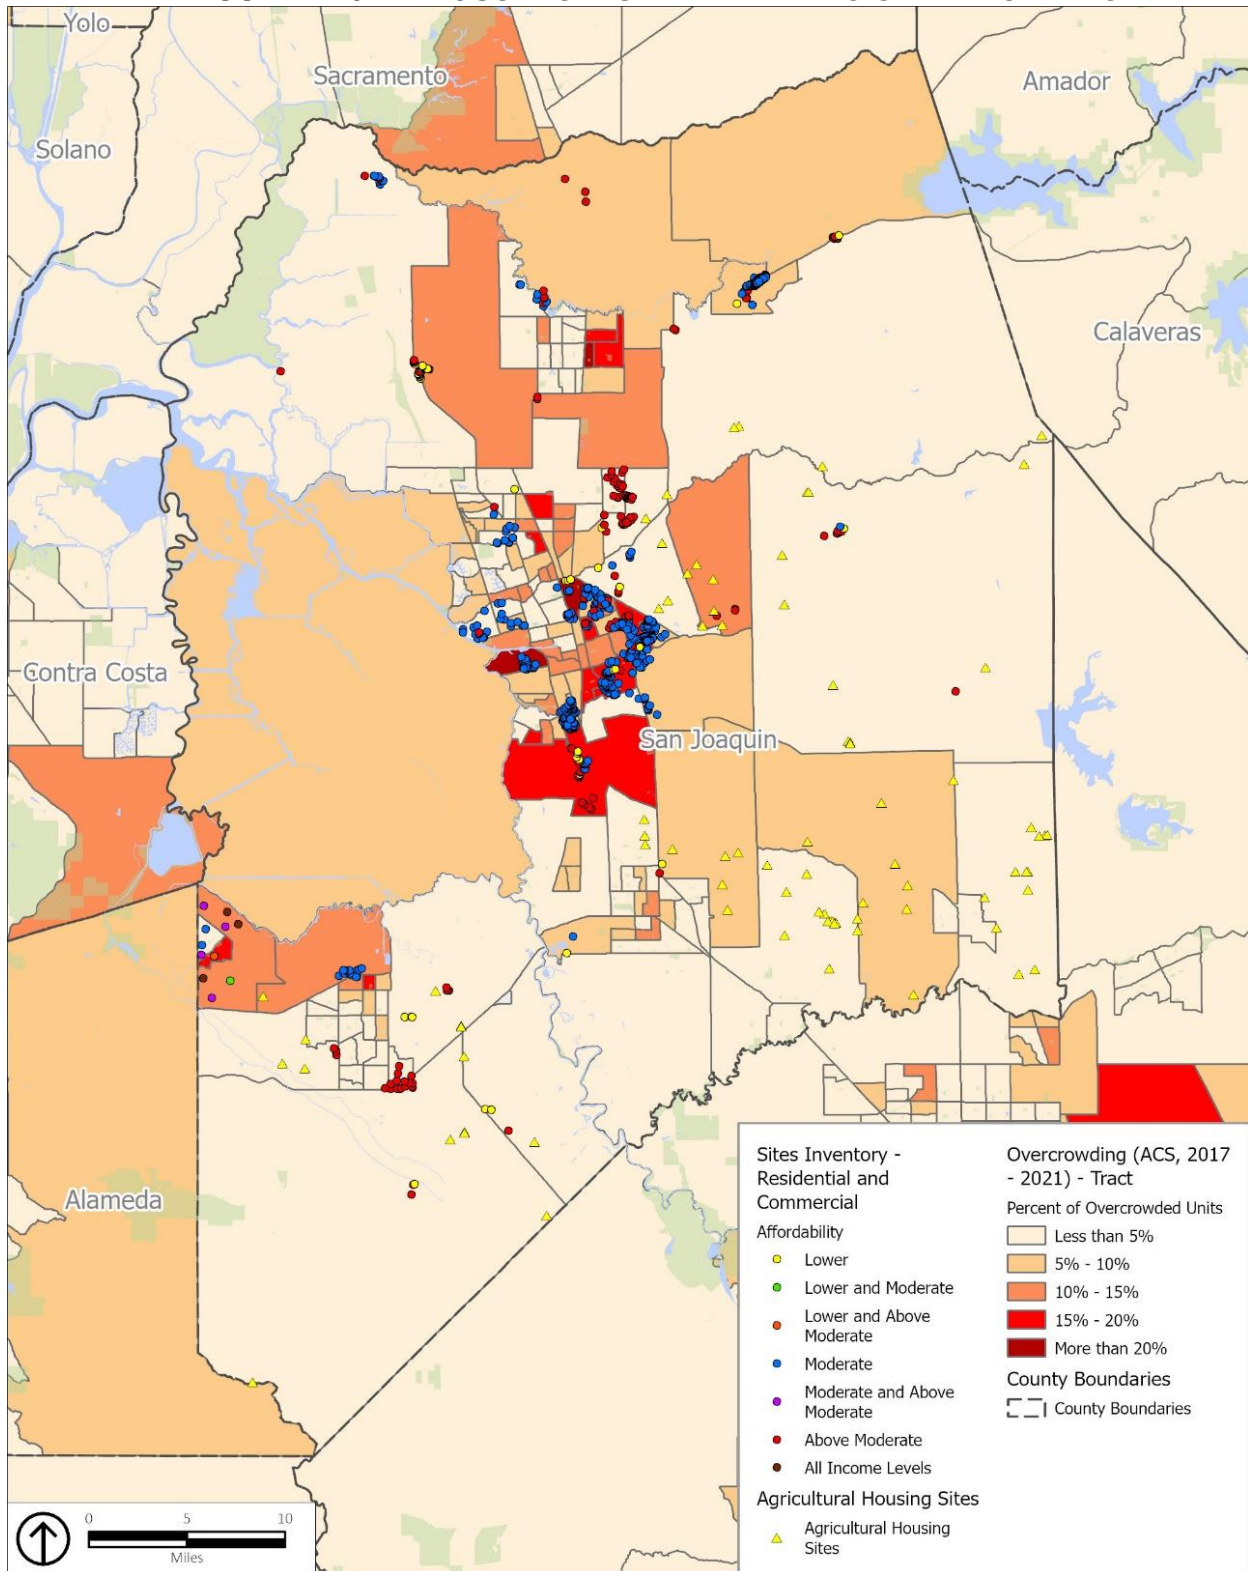 Yolo
Sacramento
Amador
Solano
Calaveras
Contra Costa
San Joaquin
Alameda
Sites Inventory -
Residential and
Commercial
Affordability
Lower
Lower and Moderate
Lower and Above
Moderate
Moderate
Moderate and Above
Moderate
Above Moderate
All Income Levels
Agricultural Housing Sites
Agricultural Housing
Sites
Overcrowding (ACS, 2017
- 2021) - Tract
Percent of Overcrowded Units
Less than 5%
5% - 10%
10% - 15%
15% - 20%
More than 20%
County Boundaries
County Boundaries
0 5 10
Miles